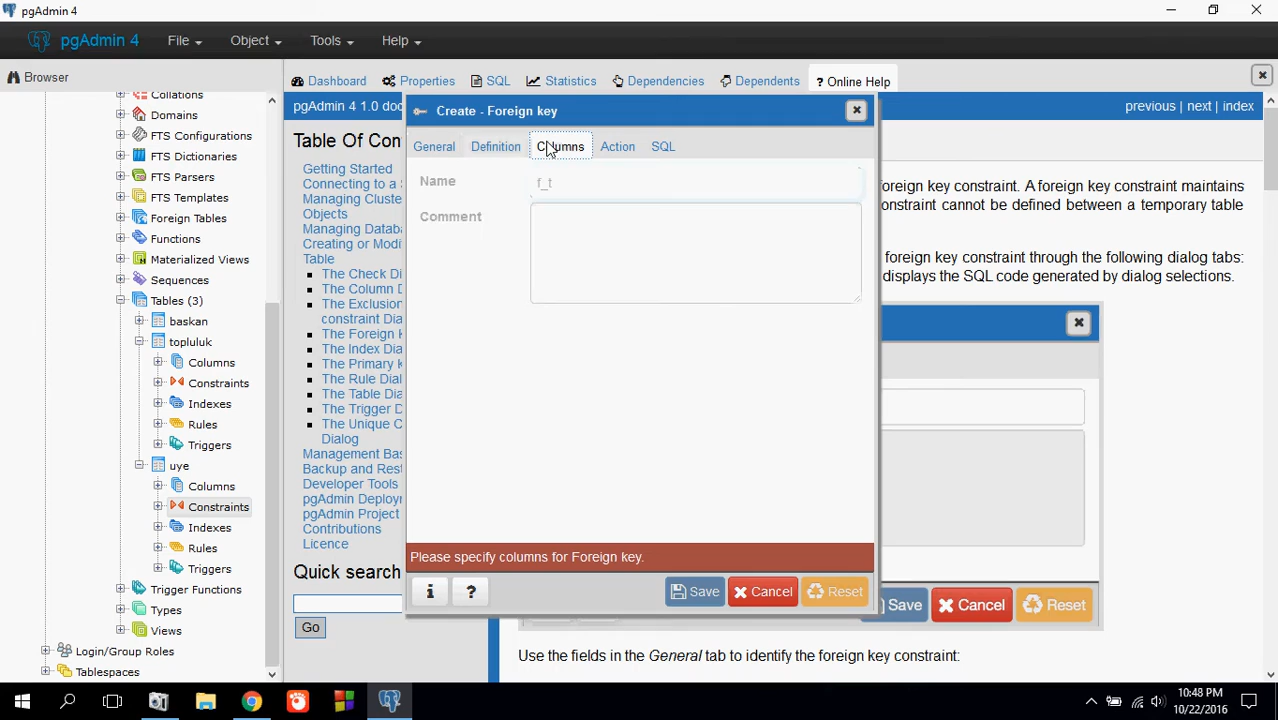 pgAdmin 4
pgAdmin 4 File Object Tools Help
Browser
Dashboard Properties SQL Statistics Dependencies Dependents ? Online Help
Collations
Domains
FTS Configurations
FTS Dictionaries
FTS Parsers
FTS Templates
Foreign Tables
Functions
Materialized Views
Sequences
Tables (3)
baskan
topluluk
Columns
Constraints
Indexes
Rules
Triggers
uye
Columns
Constraints
Indexes
Rules
Triggers
Trigger Functions
Types
Views
Login/Group Roles
Tablespaces
pgAdmin 4 1.0 doc
previous | next | index
Table Of Con
Getting Started
Connecting to a S
Managing Cluste
Objects
Managing Databa
Creating or Modi
Table
The Check Di
The Column D
The Exclusion
constraint Dia
The Foreign K
The Index Dia
The Primary K
The Rule Dial
The Table Dia
The Trigger D
The Unique C
Dialog
Management Bas
Backup and Rest
Developer Tools
pgAdmin Deploym
pgAdmin Project
Contributions
Licence
Quick search
Go
Create - Foreign key
General Definition Columns Action SQL
Name f_t
Comment
Please specify columns for Foreign key.
i ? Save Cancel Reset
oreign key constraint. A foreign key constraint maintains
constraint cannot be defined between a temporary table
foreign key constraint through the following dialog tabs:
displays the SQL code generated by dialog selections.
Save Cancel Reset
Use the fields in the General tab to identify the foreign key constraint:
10:48 PM
10/22/2016